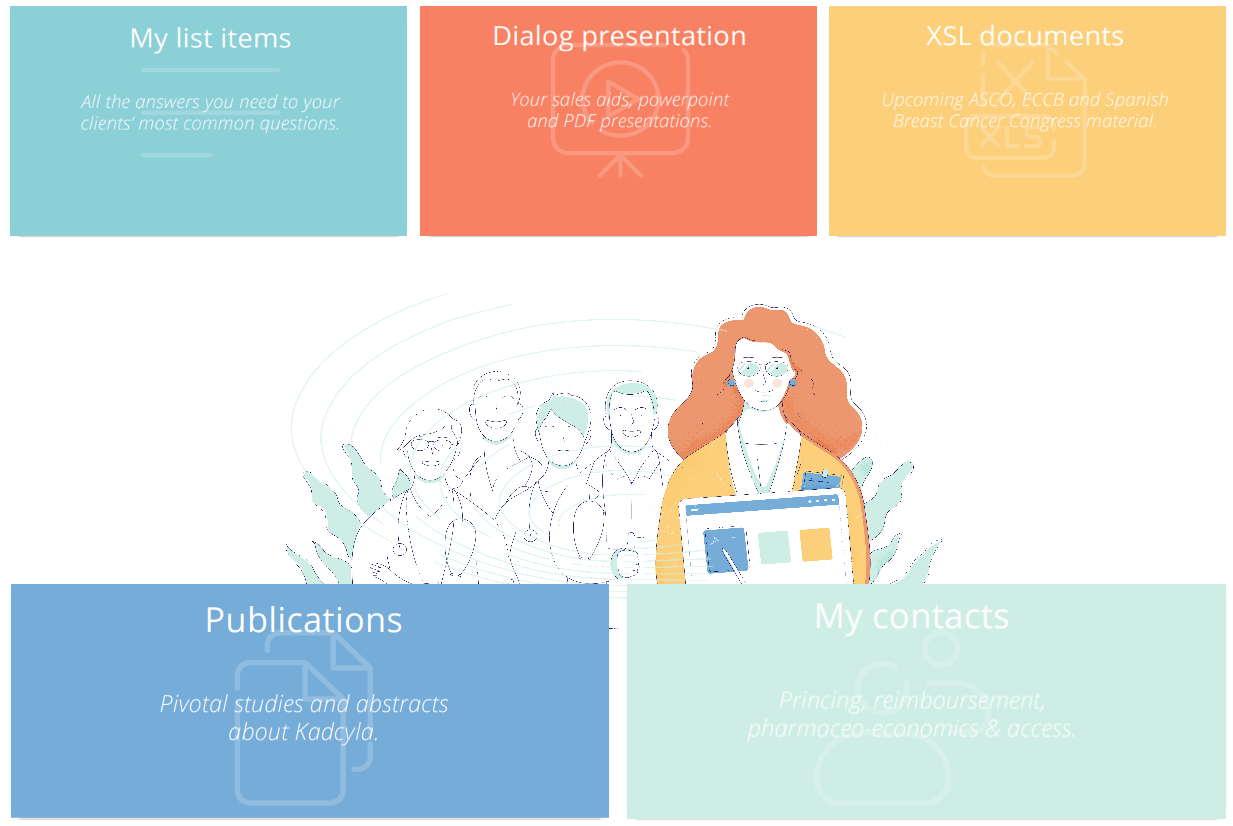 My list items
All the answers you need to your
clients’ most common questions.
Dialog presentation
Your sales aids, powerpoint
and PDF presentations.
XSL documents
Upcoming ASCO, ECCB and Spanish
Breast Cancer Congress material.
XLS
Publications
Pivotal studies and abstracts
about Kadcyla.
My contacts
Princing, reimboursement,
pharmaceo-economics & access.